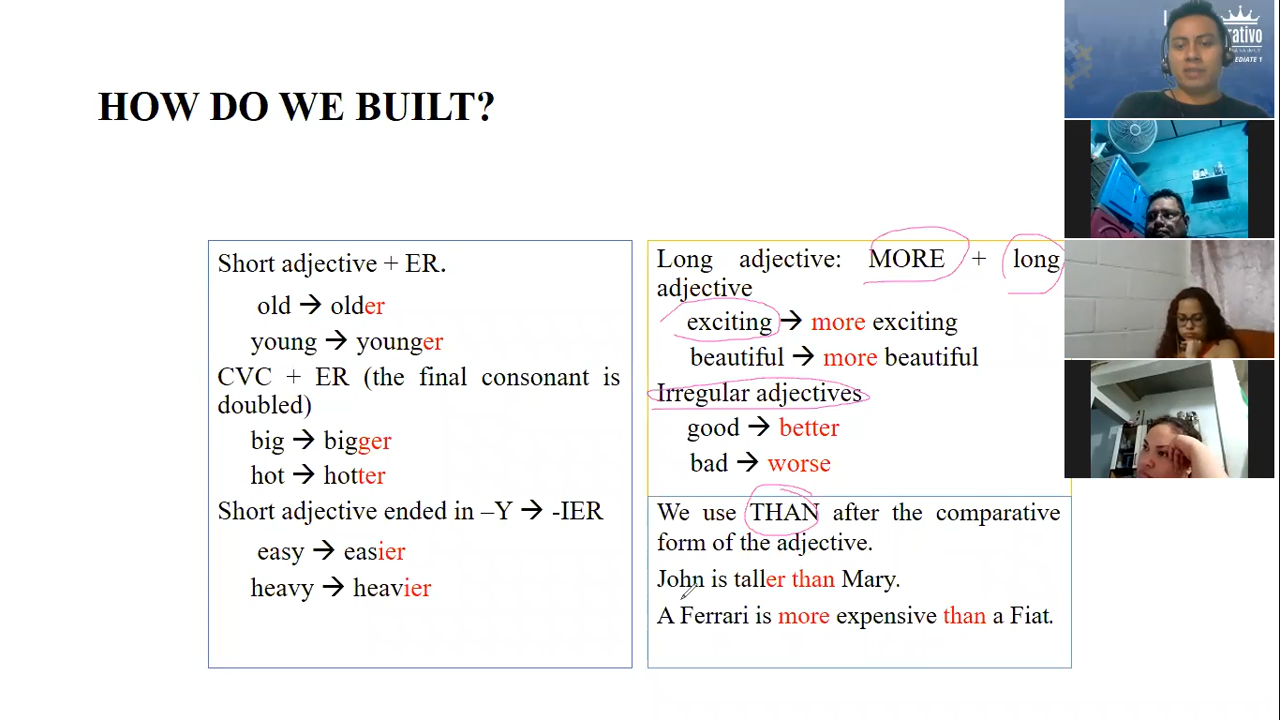 HOW DO WE BUILT?
Short adjective + ER.
old → older
young → younger
CVC + ER (the final consonant is
doubled)
big → bigger
hot → hotter
Short adjective ended in –Y → -IER
easy → easier
heavy → heavier
Long adjective: MORE + long
adjective
exciting → more exciting
beautiful → more beautiful
Irregular adjectives
good → better
bad → worse
We use THAN after the comparative
form of the adjective.
John is taller than Mary.
A Ferrari is more expensive than a Fiat.
rativo
EDIATE 1